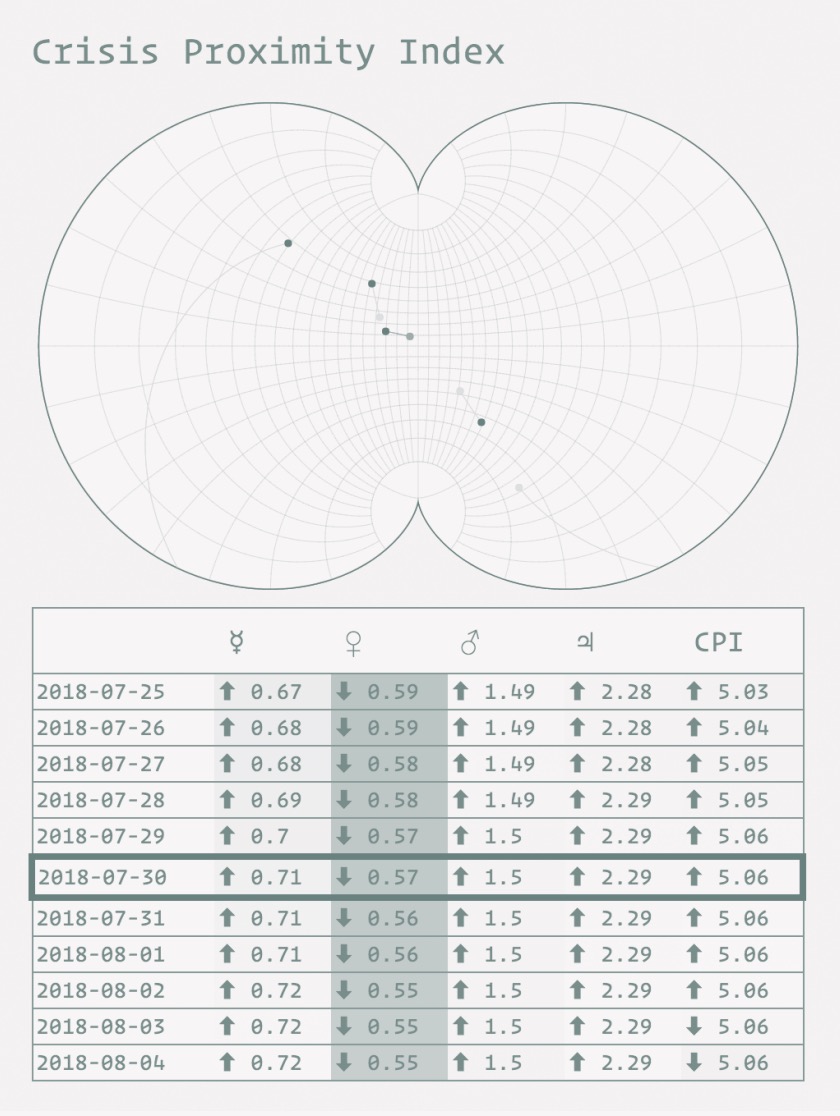 Crisis Proximity Index
☿ ♀ ♂ ♃ CPI
2018-07-25 ⬆ 0.67 ⬇ 0.59 ⬆ 1.49 ⬆ 2.28 ⬆ 5.03
2018-07-26 ⬆ 0.68 ⬇ 0.59 ⬆ 1.49 ⬆ 2.28 ⬆ 5.04
2018-07-27 ⬆ 0.68 ⬇ 0.58 ⬆ 1.49 ⬆ 2.28 ⬆ 5.05
2018-07-28 ⬆ 0.69 ⬇ 0.58 ⬆ 1.49 ⬆ 2.29 ⬆ 5.05
2018-07-29 ⬆ 0.7 ⬇ 0.57 ⬆ 1.5 ⬆ 2.29 ⬆ 5.06
2018-07-30 ⬆ 0.71 ⬇ 0.57 ⬆ 1.5 ⬆ 2.29 ⬆ 5.06
2018-07-31 ⬆ 0.71 ⬇ 0.56 ⬆ 1.5 ⬆ 2.29 ⬆ 5.06
2018-08-01 ⬆ 0.71 ⬇ 0.56 ⬆ 1.5 ⬆ 2.29 ⬆ 5.06
2018-08-02 ⬆ 0.72 ⬇ 0.55 ⬆ 1.5 ⬆ 2.29 ⬆ 5.06
2018-08-03 ⬆ 0.72 ⬇ 0.55 ⬆ 1.5 ⬆ 2.29 ⬇ 5.06
2018-08-04 ⬆ 0.72 ⬇ 0.55 ⬆ 1.5 ⬆ 2.29 ⬇ 5.06